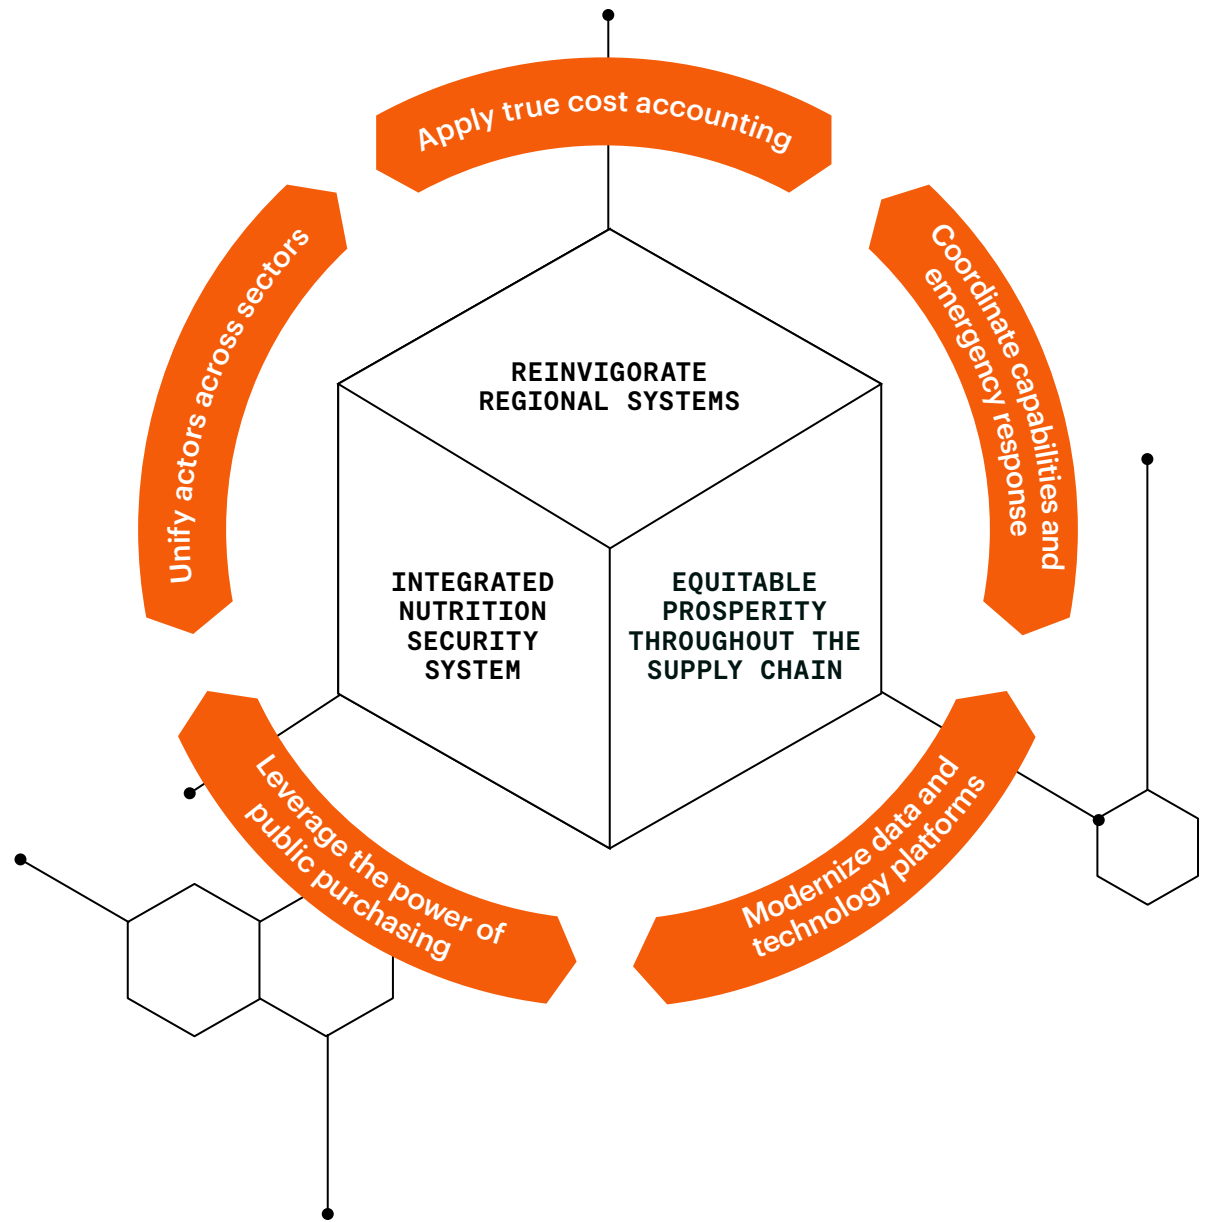 Apply true cost accounting
Unify actors across sectors
Coordinate capabilities and
emergency response
REINVIGORATE
REGIONAL SYSTEMS
INTEGRATED
NUTRITION
SECURITY
SYSTEM
EQUITABLE
PROSPERITY
THROUGHOUT THE
SUPPLY CHAIN
Leverage the power of
public purchasing
Modernize data and
technology platforms